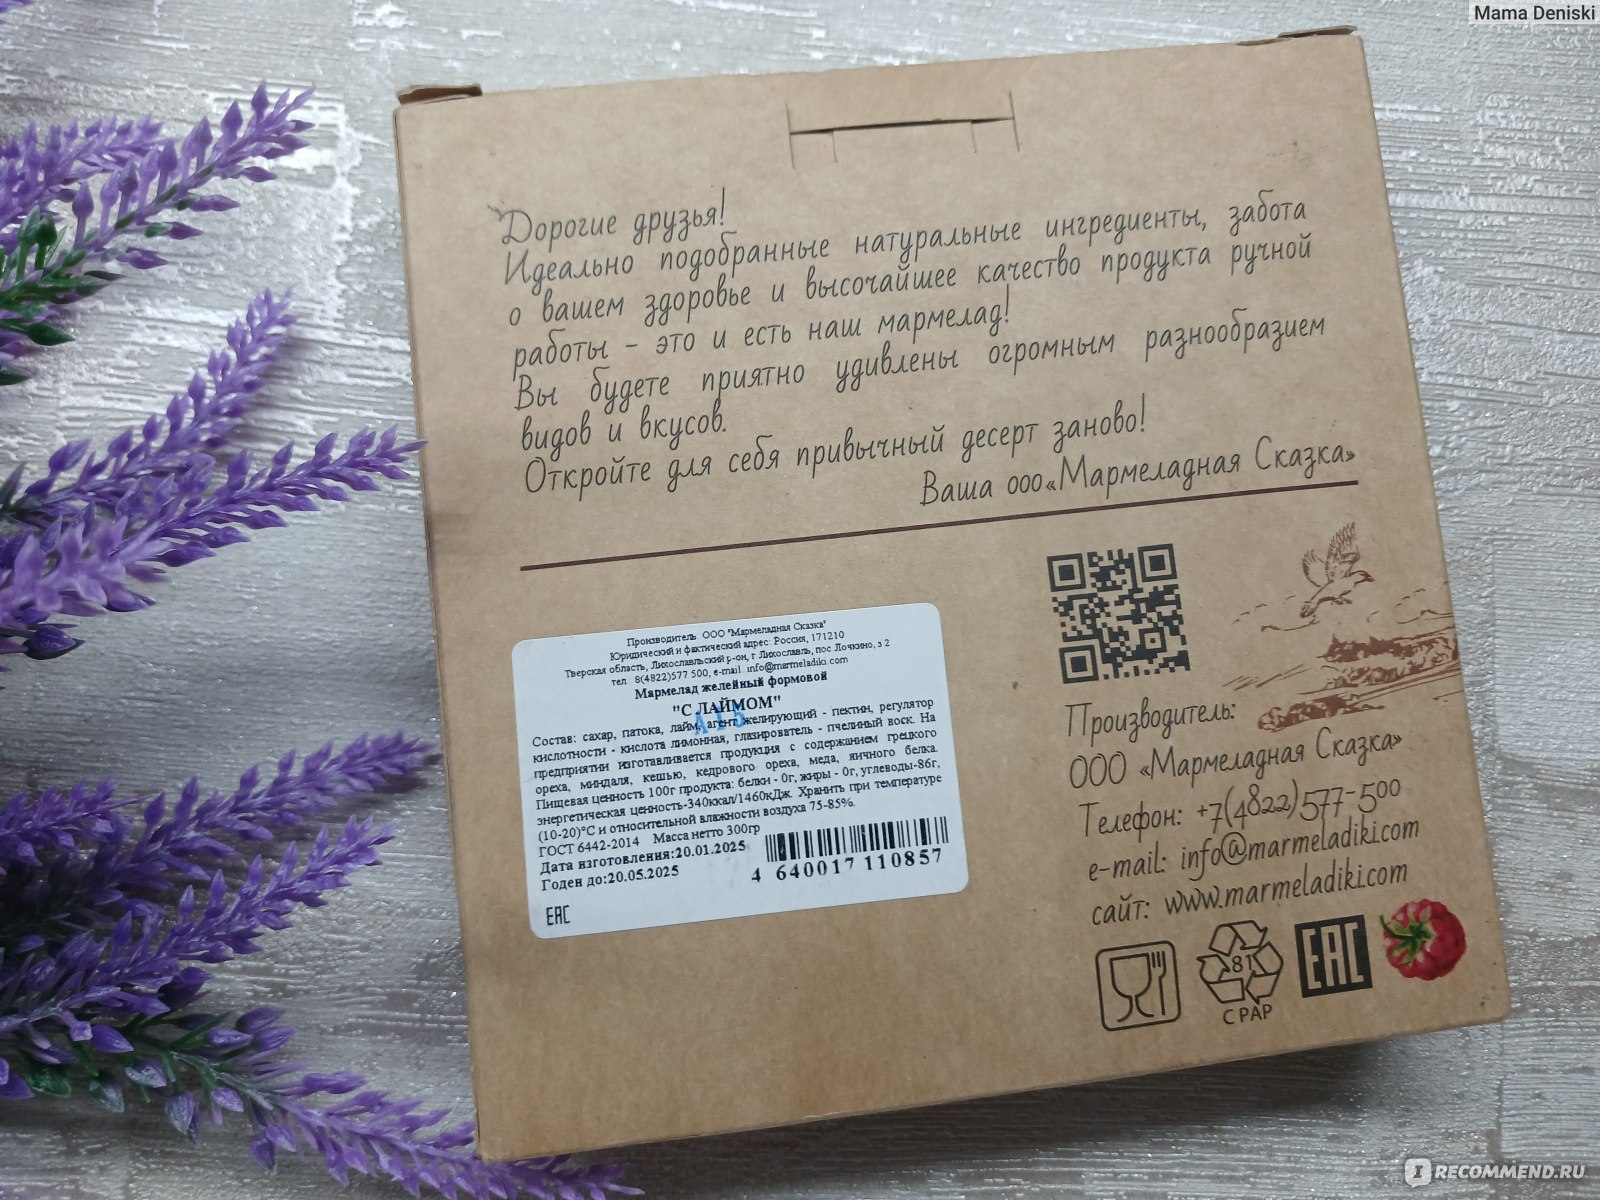 Mama Deniski
Дорогие друзья!
Идеально подобранные натуральные ингредиенты, забота
о вашем здоровье и высочайшее качество продукта ручной
работы - это и есть наш мармелад!
Вы будете приятно удивлены огромным разнообразием
видов и вкусов.
Откройте для себя привычный десерт заново!
Ваша ооо«Мармеладная Сказка»
Производитель ООО "Мармеладная Сказка"
Юридический и фактический адрес: Россия, 171210
Тверская область, Лихославльский р-он, г Лихославль, пос Лочкино, з 2
тел 8(4822)577 500, e-mail: info@marmeladiki.com
Мармелад желейный формовой
"С ЛАЙМОМ"
Состав: сахар, патока, лайм, агент желирующий - пектин, регулятор
кислотности - кислота лимонная, глазирователь - пчелиный воск. На
предприятии изготавливается продукция с содержанием грецкого
ореха, миндаля, кешью, кедрового ореха, меда, яичного белка.
Пищевая ценность 100г продукта: белки - 0г, жиры - 0г, углеводы-86г,
энергетическая ценность-340ккал/1460кДж. Хранить при температуре
(10-20)°С и относительной влажности воздуха 75-85%.
ГОСТ 6442-2014 Масса нетто 300гр
Дата изготовления:20.01.2025
Годен до:20.05.2025
4 640017 110857
EAC
Производитель:
ООО «Мармеладная Сказка»
Телефон: +7(4822)577-500
e-mail: info@marmeladiki.com
сайт: www.marmeladiki.com
81
C PAP
EAC
RECOMMEND.RU